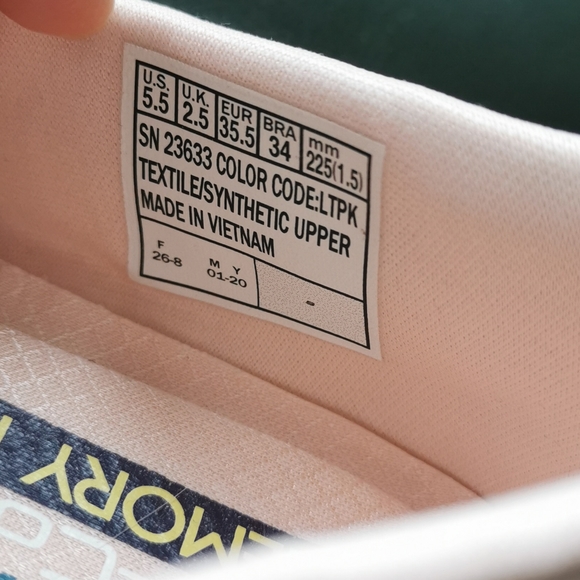 U.S. U.K. EUR BRA mm
5.5 2.5 35.5 34 225(1.5)
SN 23633 COLOR CODE:LTPK
TEXTILE/SYNTHETIC UPPER
MADE IN VIETNAM
F M Y
26-8 01-20 -
EMORY